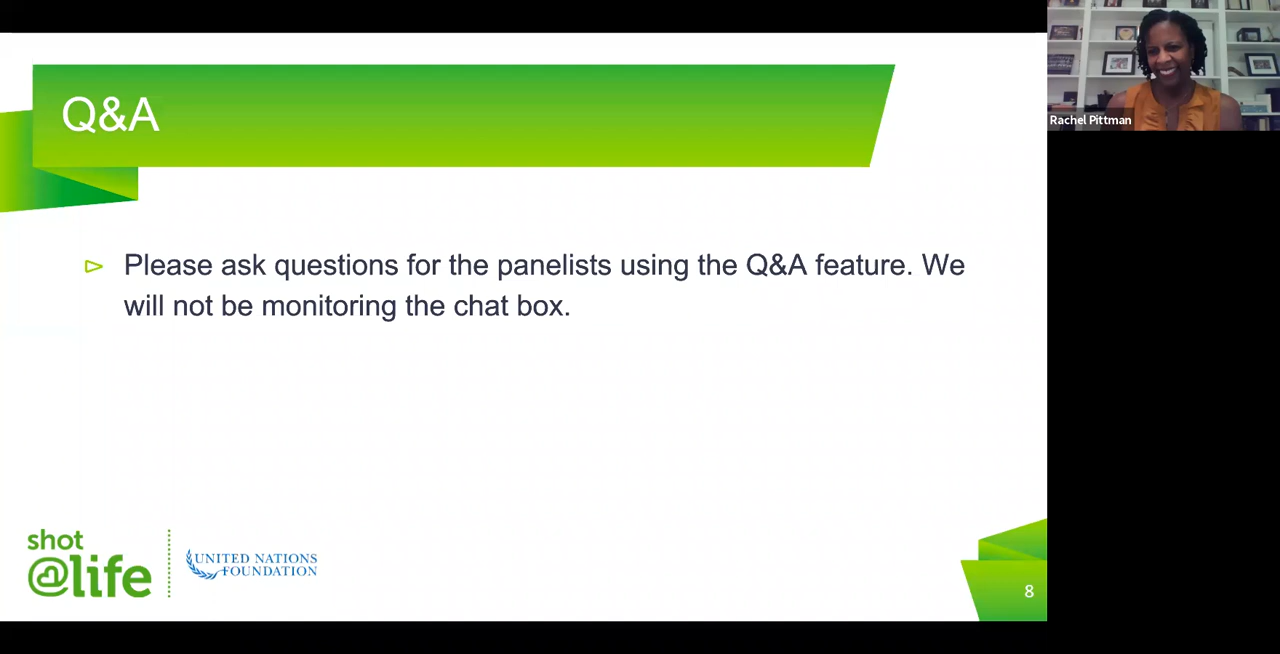 Q&A
Please ask questions for the panelists using the Q&A feature. We
will not be monitoring the chat box.
shot
@life
UNITED NATIONS
FOUNDATION
8
Rachel Pittman